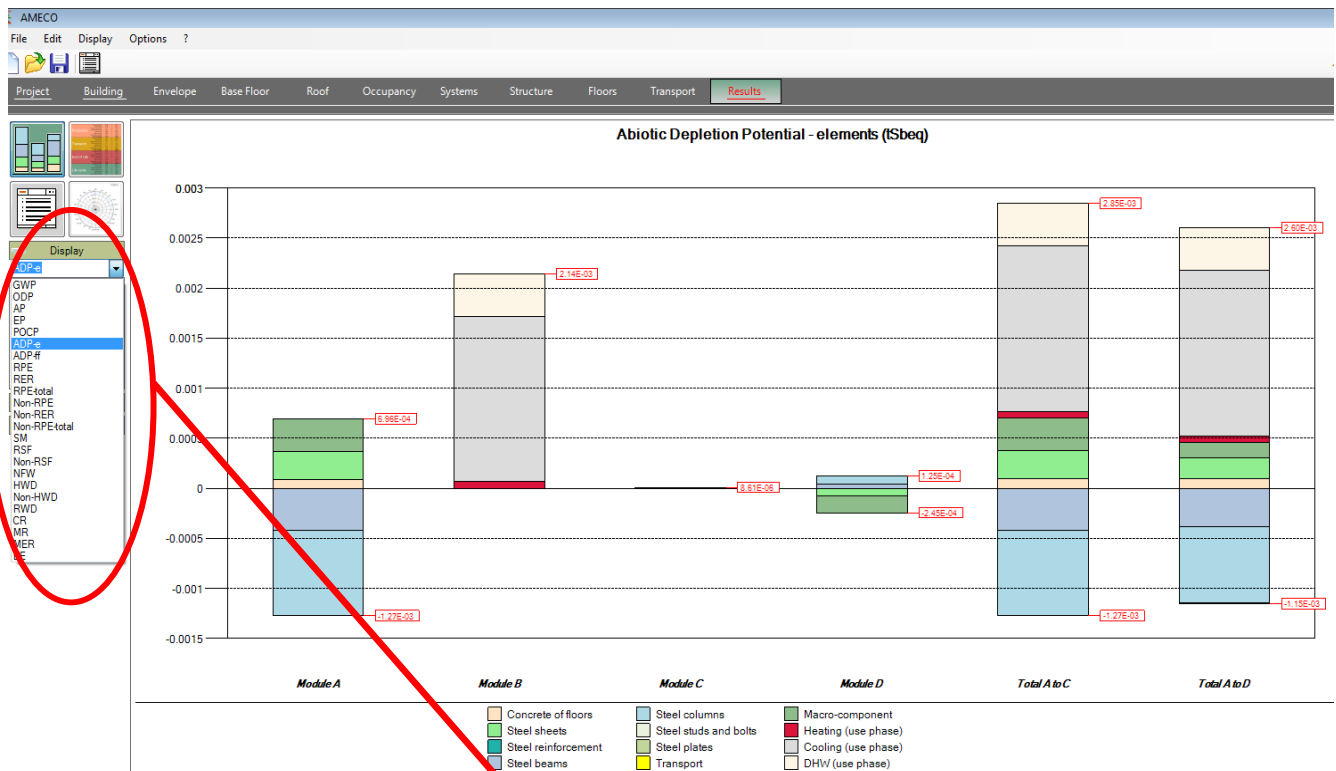 AMECO
File Edit Display Options ?
Project Building Envelope Base Floor Roof Occupancy Systems Structure Floors Transport Results
Abiotic Depletion Potential - elements (tSbeq)
Display
ADP-e
GWP
ODP
AP
EP
POCP
ADP-e
ADP-ff
RPE
RER
RPE-total
Non-RPE
Non-RER
Non-RPE-total
SM
RSF
Non-RSF
NFW
HWD
Non-HWD
RWD
CR
MR
MER
0.003
0.0025
0.002
0.0015
0.001
0.0005
0
-0.0005
-0.001
-0.0015
6.96E-04
-1.27E-03
2.14E-03
8.61E-06
1.25E-04
-2.45E-04
2.85E-03
-1.27E-03
2.60E-03
-1.15E-03
Module A Module B Module C Module D Total A to C Total A to D
Concrete of floors Steel columns Macro-component
Steel sheets Steel studs and bolts Heating (use phase)
Steel reinforcement Steel plates Cooling (use phase)
Steel beams Transport DHW (use phase)